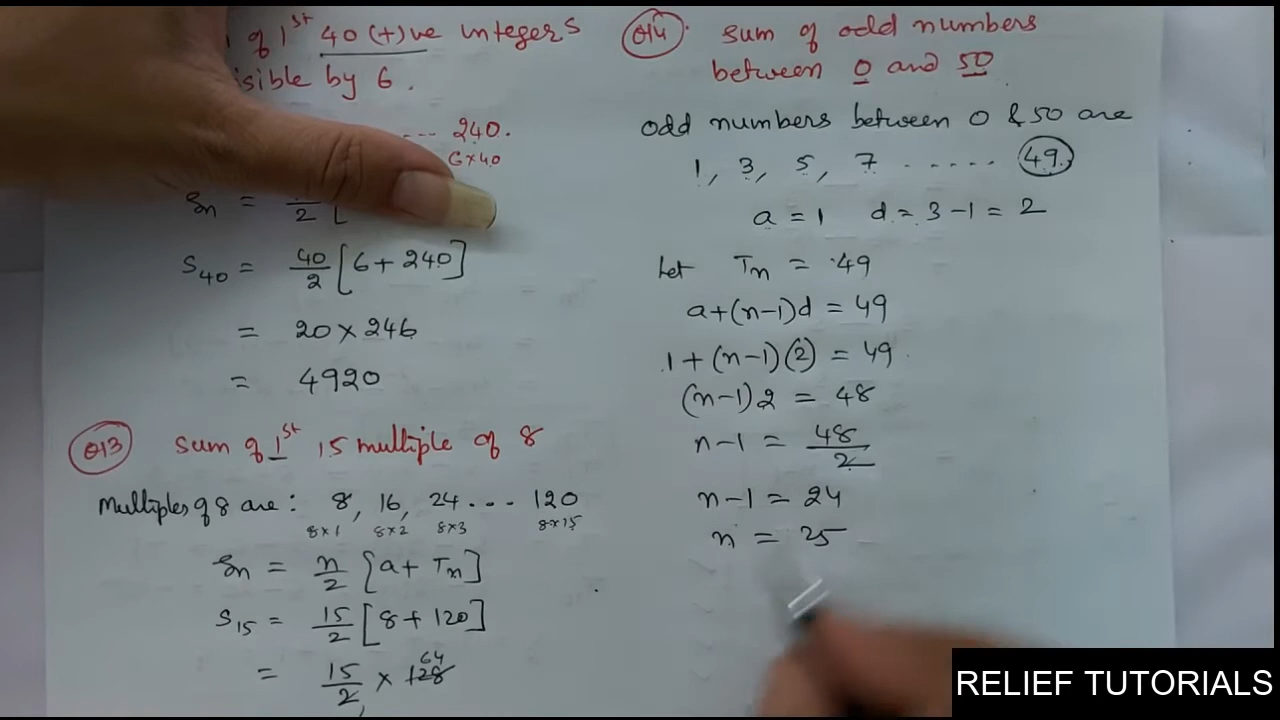 of 1st 40 (+)ve integers
isible by 6.
... 240.
6×40
Sn = /2 [
S40 = 40/2 [6 + 240]
= 20 × 246
= 4920
Q13 sum of 1st 15 multiple of 8
Multiples of 8 are: 8, 16, 24 ... 120
8×1 8×2 8×3 8×15
Sn = n/2 [a + Tn]
S15 = 15/2 [8 + 120]
64
= 15/2 × 128
Q14. sum of odd numbers
between 0 and 50
odd numbers between 0 & 50 are
1, 3, 5, 7 ...... 49
a = 1 d = 3 - 1 = 2
Let Tn = 49
a + (n-1)d = 49
1 + (n-1)(2) = 49
(n-1)2 = 48
n-1 = 48/2
n-1 = 24
n = 25
RELIEF TUTORIALS